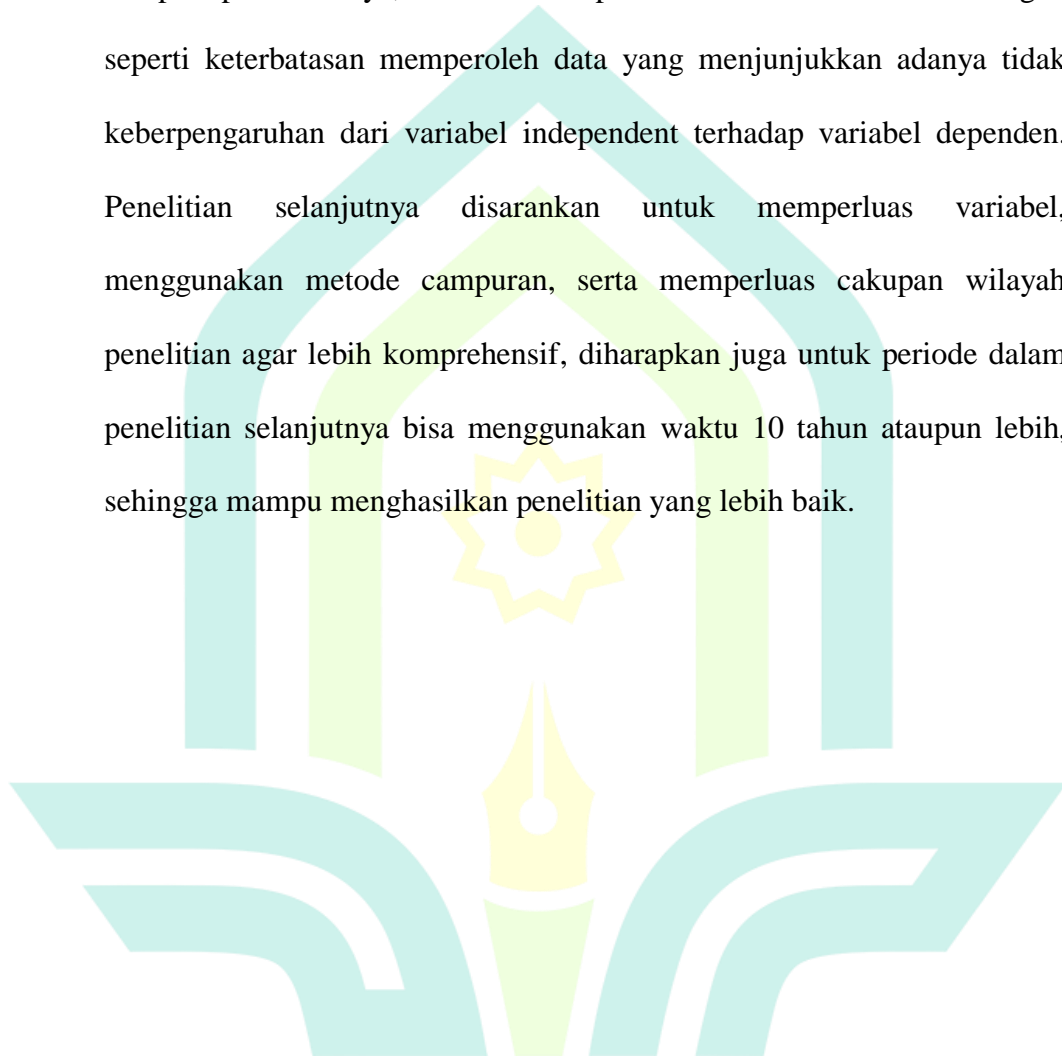 seperti keterbatasan memperoleh data yang menjunjukkan adanya tidak
keberpengaruhan dari variabel independent terhadap variabel dependen.
Penelitian selanjutnya disarankan untuk memperluas variabel,
menggunakan metode campuran, serta memperluas cakupan wilayah
penelitian agar lebih komprehensif, diharapkan juga untuk periode dalam
penelitian selanjutnya bisa menggunakan waktu 10 tahun ataupun lebih,
sehingga mampu menghasilkan penelitian yang lebih baik.